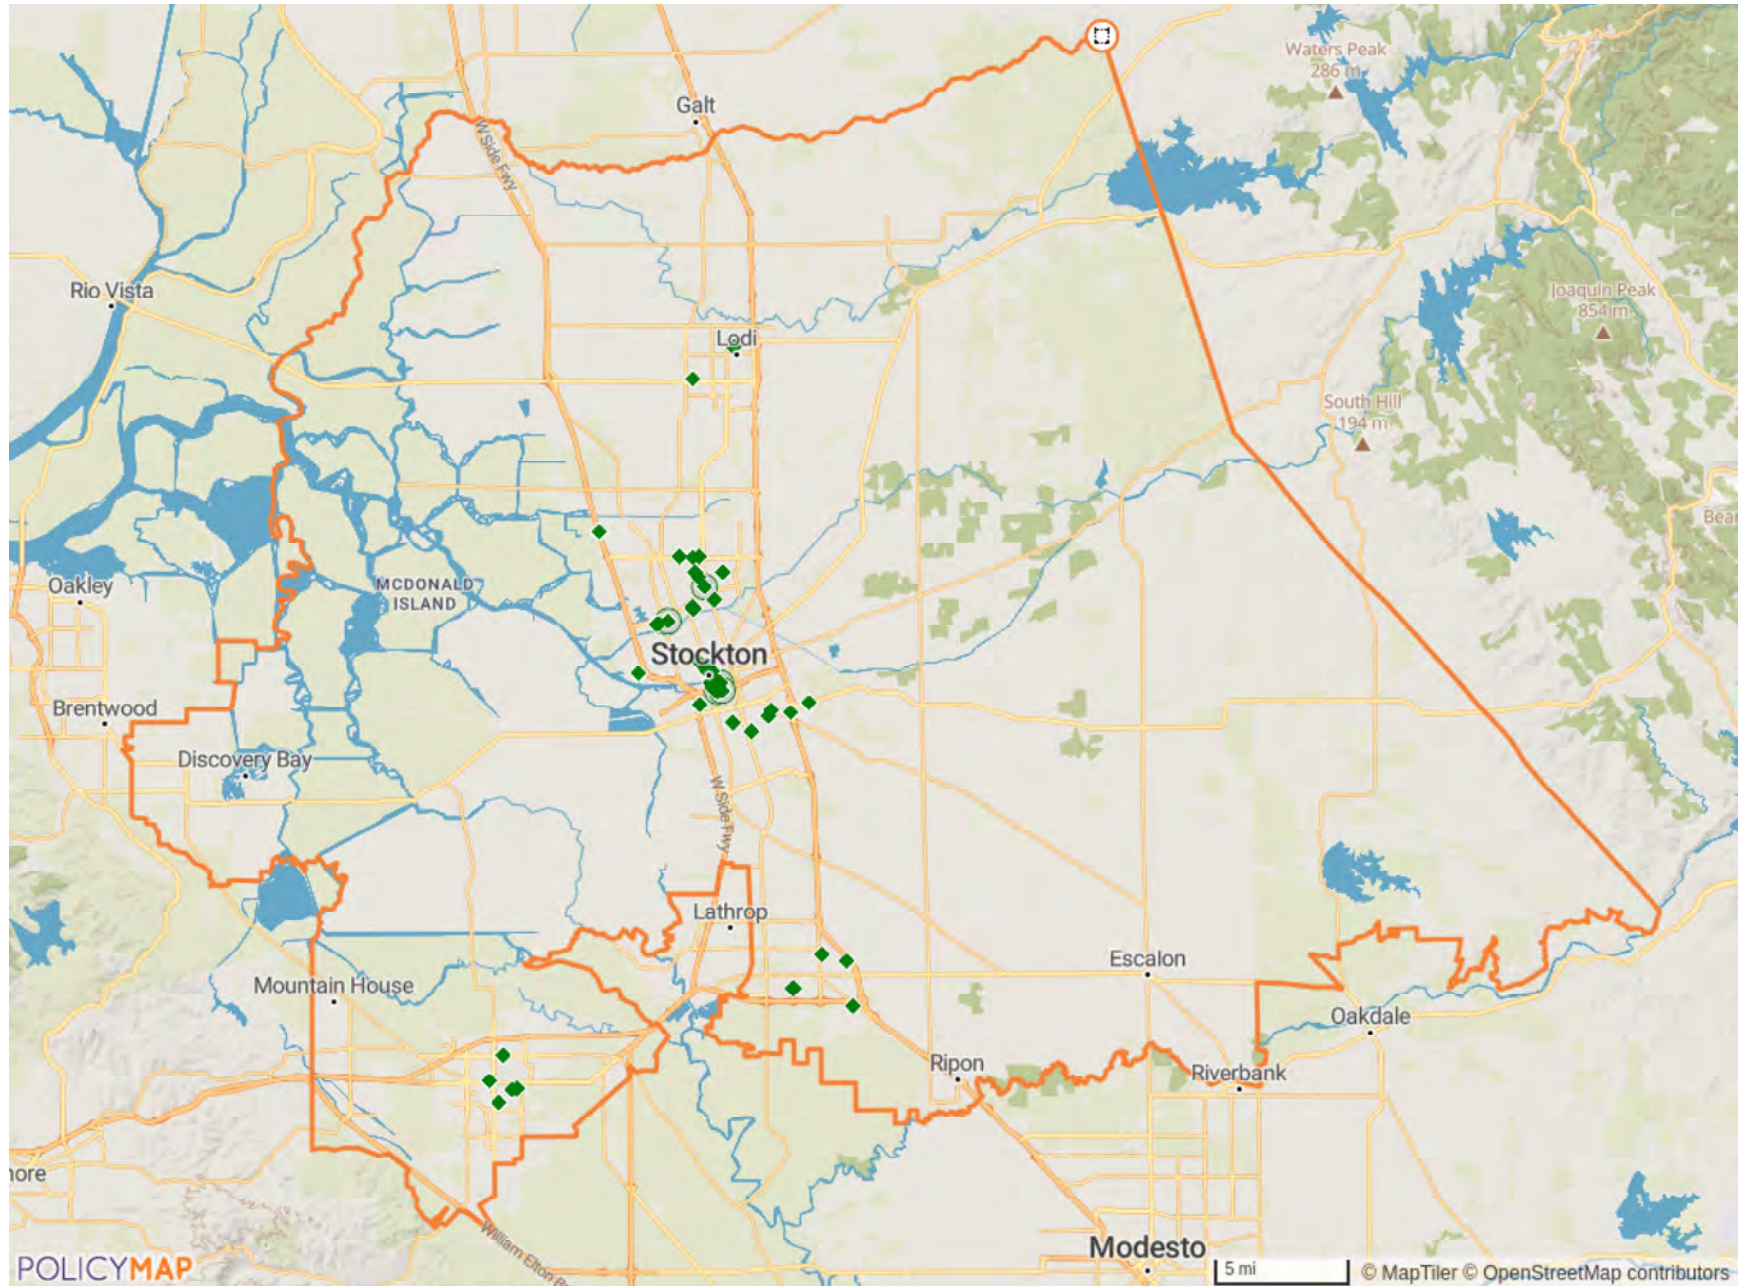 Waters Peak
286 m
Galt
W Side Fwy
Rio Vista
Joaquin Peak
854 m
Lodi
South Hill
194 m
Bear
Oakley
MCDONALD
ISLAND
Stockton
Brentwood
Discovery Bay
W Side Fwy
Lathrop
Escalon
Mountain House
Oakdale
Ripon
Riverbank
nore
William Elton B
Modesto
POLICYMAP
5 mi
© MapTiler © OpenStreetMap contributors